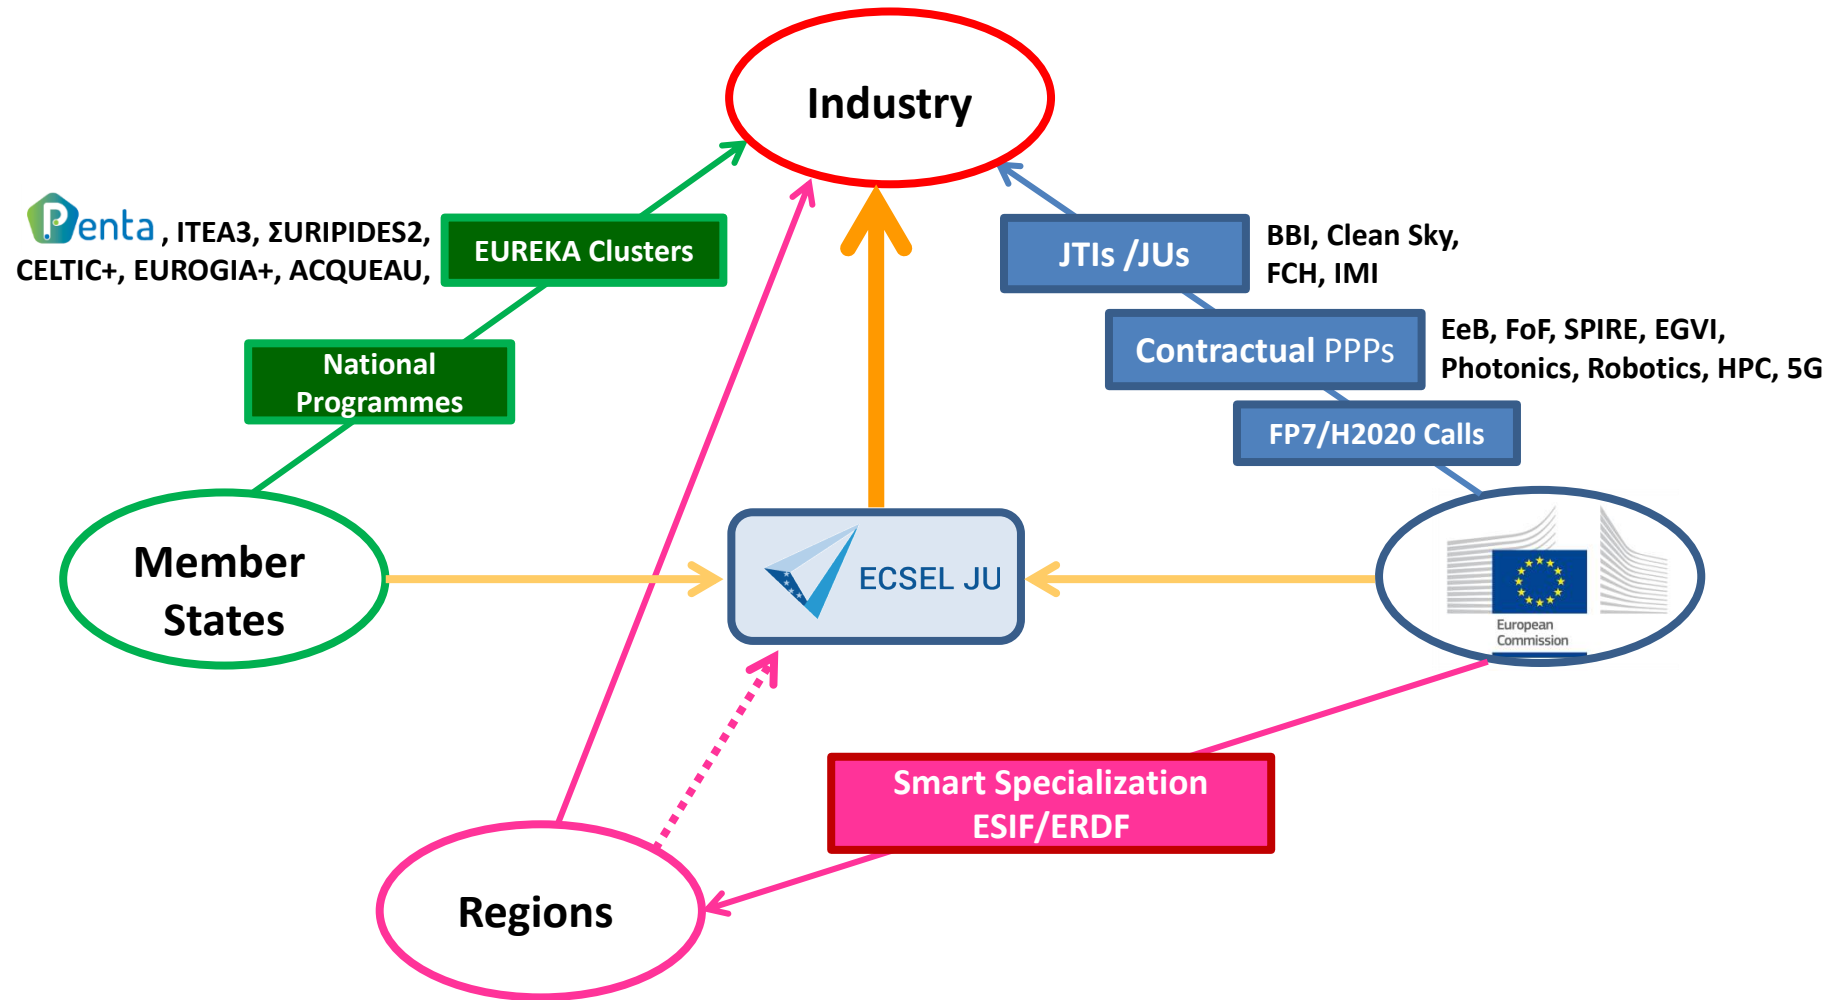 Industry
Penta , ITEA3, ΣURIPIDES2,
CELTIC+, EUROGIA+, ACQUEAU,
EUREKA Clusters
JTIs /JUs
BBI, Clean Sky,
FCH, IMI
National
Programmes
Contractual PPPs
EeB, FoF, SPIRE, EGVI,
Photonics, Robotics, HPC, 5G
FP7/H2020 Calls
Member
States
ECSEL JU
European
Commission
Smart Specialization
ESIF/ERDF
Regions